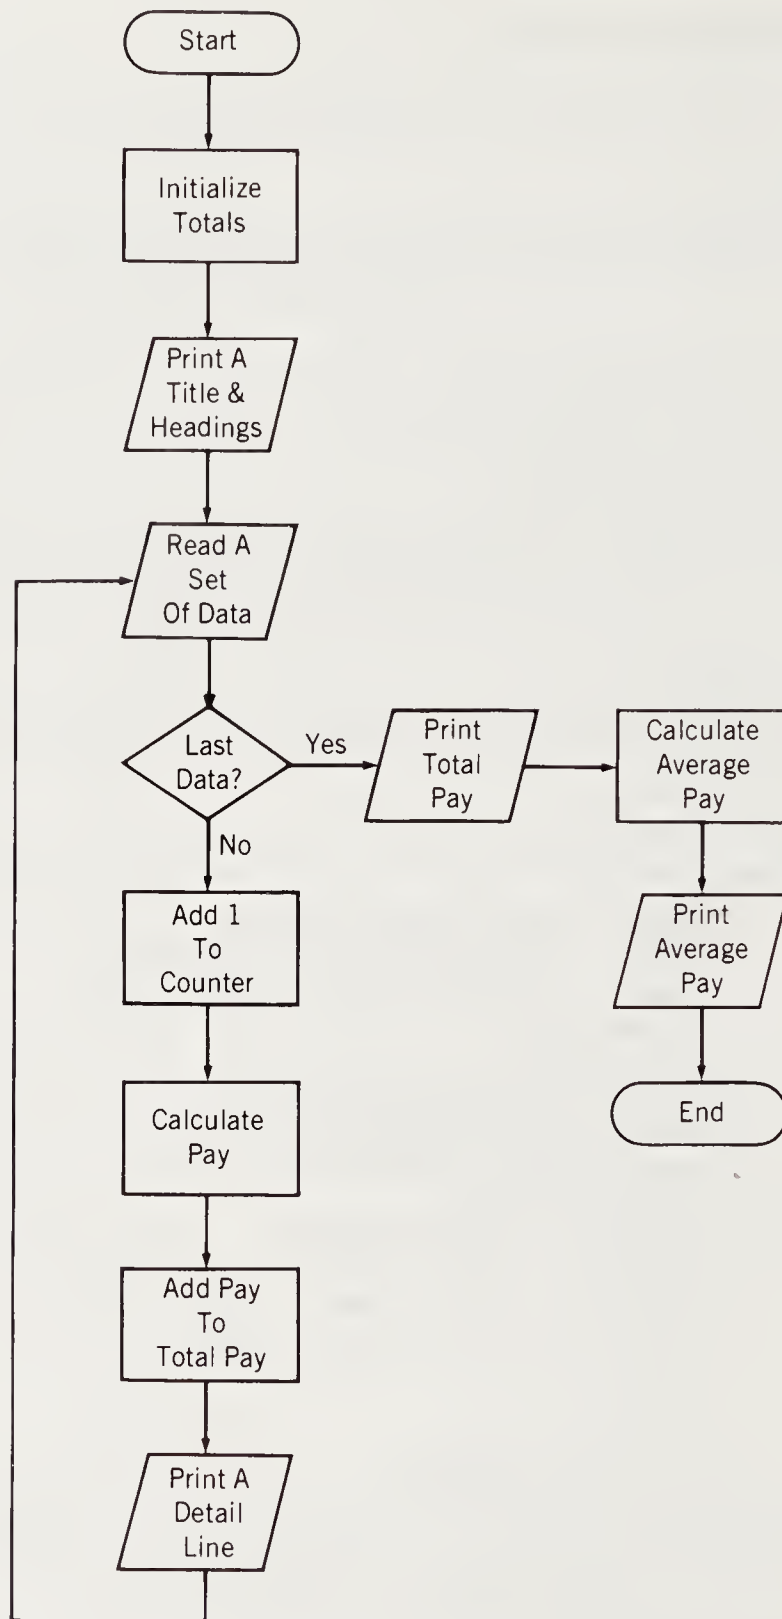 Start
Initialize
Totals
Print A
Title &
Headings
Read A
Set
Of Data
Last
Data?
Yes
No
Print
Total
Pay
Calculate
Average
Pay
Print
Average
Pay
End
Add 1
To
Counter
Calculate
Pay
Add Pay
To
Total Pay
Print A
Detail
Line